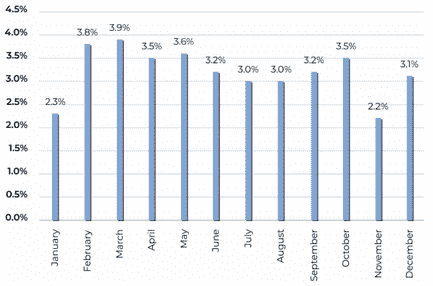 4.5%
4.0%
3.5%
3.0%
2.5%
2.0%
1.5%
1.0%
0.5%
0.0%
2.3%
3.8%
3.9%
3.5%
3.6%
3.2%
3.0%
3.0%
3.2%
3.5%
2.2%
3.1%
January
February
March
April
May
June
July
August
September
October
November
December